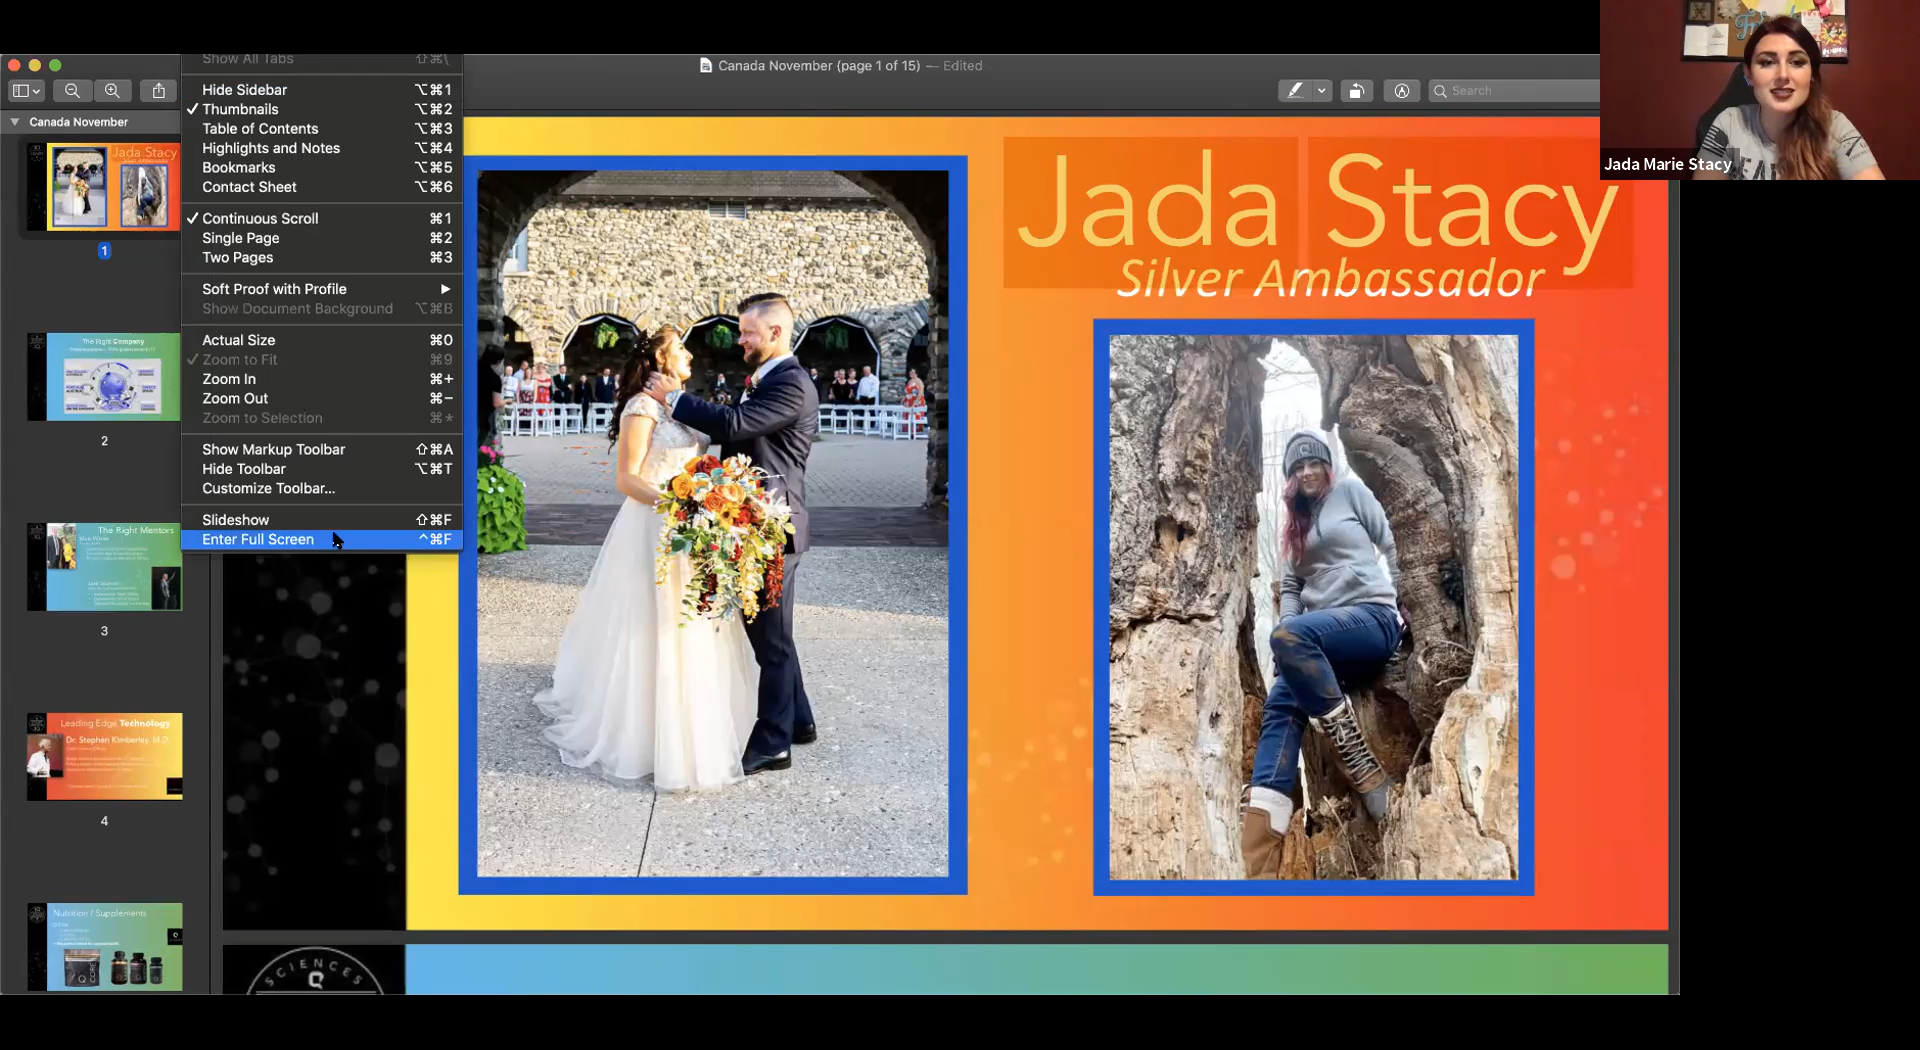 Canada November (page 1 of 15) — Edited
Search
Jada Marie Stacy
Canada November
Jada Stacy
1
The Right Company
2
The Right Mentors
3
Leading Edge Technology
Dr. Stephen Kimberley, M.D.
4
Nutrition / Supplements
Show All Tabs ⇧⌘\
Hide Sidebar ⌥⌘1
✓ Thumbnails ⌥⌘2
Table of Contents ⌥⌘3
Highlights and Notes ⌥⌘4
Bookmarks ⌥⌘5
Contact Sheet ⌥⌘6
✓ Continuous Scroll ⌘1
Single Page ⌘2
Two Pages ⌘3
Soft Proof with Profile ▶
Show Document Background ⌥⌘B
Actual Size ⌘0
✓ Zoom to Fit ⌘9
Zoom In ⌘+
Zoom Out ⌘−
Zoom to Selection ⌘*
Show Markup Toolbar ⇧⌘A
Hide Toolbar ⌥⌘T
Customize Toolbar...
Slideshow ⇧⌘F
Enter Full Screen ^⌘F
Jada Stacy
Silver Ambassador
SCIENCES
Q